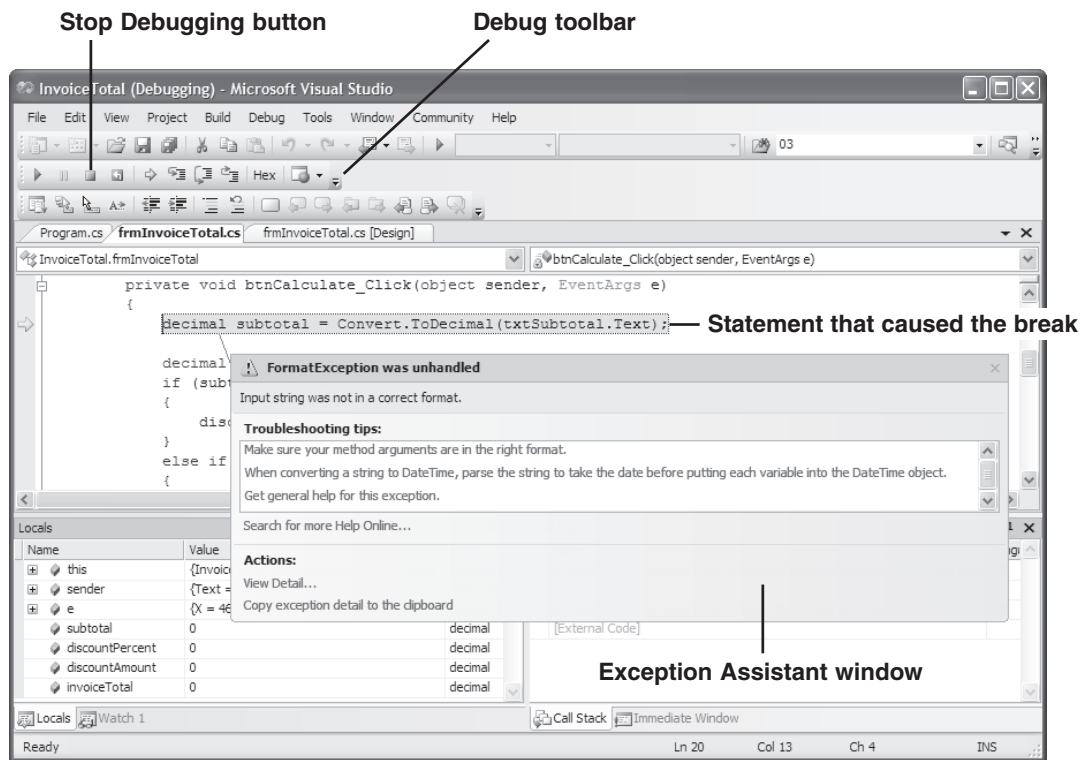 Stop Debugging button
Debug toolbar
InvoiceTotal (Debugging) - Microsoft Visual Studio
File Edit View Project Build Debug Tools Window Community Help
03
Hex
Program.cs frmInvoiceTotal.cs frmInvoiceTotal.cs [Design]
InvoiceTotal.frmInvoiceTotal
btnCalculate_Click(object sender, EventArgs e)
private void btnCalculate_Click(object sender, EventArgs e)
{
decimal subtotal = Convert.ToDecimal(txtSubtotal.Text);
Statement that caused the break
decimal
if (subt
{
disc
}
else if
{
FormatException was unhandled
Input string was not in a correct format.
Troubleshooting tips:
Make sure your method arguments are in the right format.
When converting a string to DateTime, parse the string to take the date before putting each variable into the DateTime object.
Get general help for this exception.
Search for more Help Online...
Actions:
View Detail...
Copy exception detail to the clipboard
Exception Assistant window
Locals
Name Value
this {Invoic
sender {Text =
e {X = 46
subtotal 0 decimal
discountPercent 0 decimal
discountAmount 0 decimal
invoiceTotal 0 decimal
[External Code]
Locals Watch 1
Call Stack Immediate Window
Ready Ln 20 Col 13 Ch 4 INS